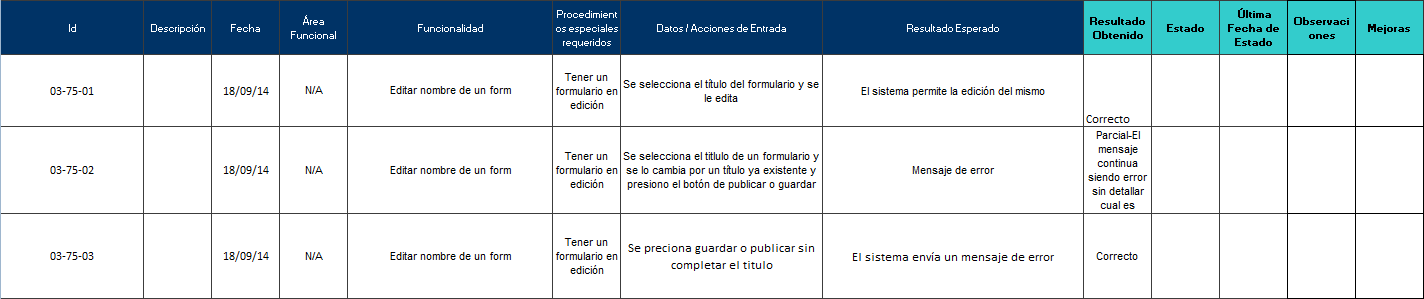 Id
Descripción
Fecha
Área
Funcional
Funcionalidad
Procedimient
os especiales
requeridos
Datos / Acciones de Entrada
Resultado Esperado
Resultado
Obtenido
Estado
Última
Fecha de
Estado
Observaci
ones
Mejoras
03-75-01
18/09/14
N/A
Editar nombre de un form
Tener un
formulario en
edición
Se selecciona el título del formulario y se
le edita
El sistema permite la edición del mismo
Correcto
03-75-02
18/09/14
N/A
Editar nombre de un form
Tener un
formulario en
edición
Se selecciona el titlulo de un formulario y
se lo cambia por un título ya existente y
presiono el botón de publicar o guardar
Mensaje de error
Parcial-El
mensaje
continua
siendo error
sin detallar
cual es
03-75-03
18/09/14
N/A
Editar nombre de un form
Tener un
formulario en
edición
Se preciona guardar o publicar sin
completar el titulo
El sistema envía un mensaje de error
Correcto